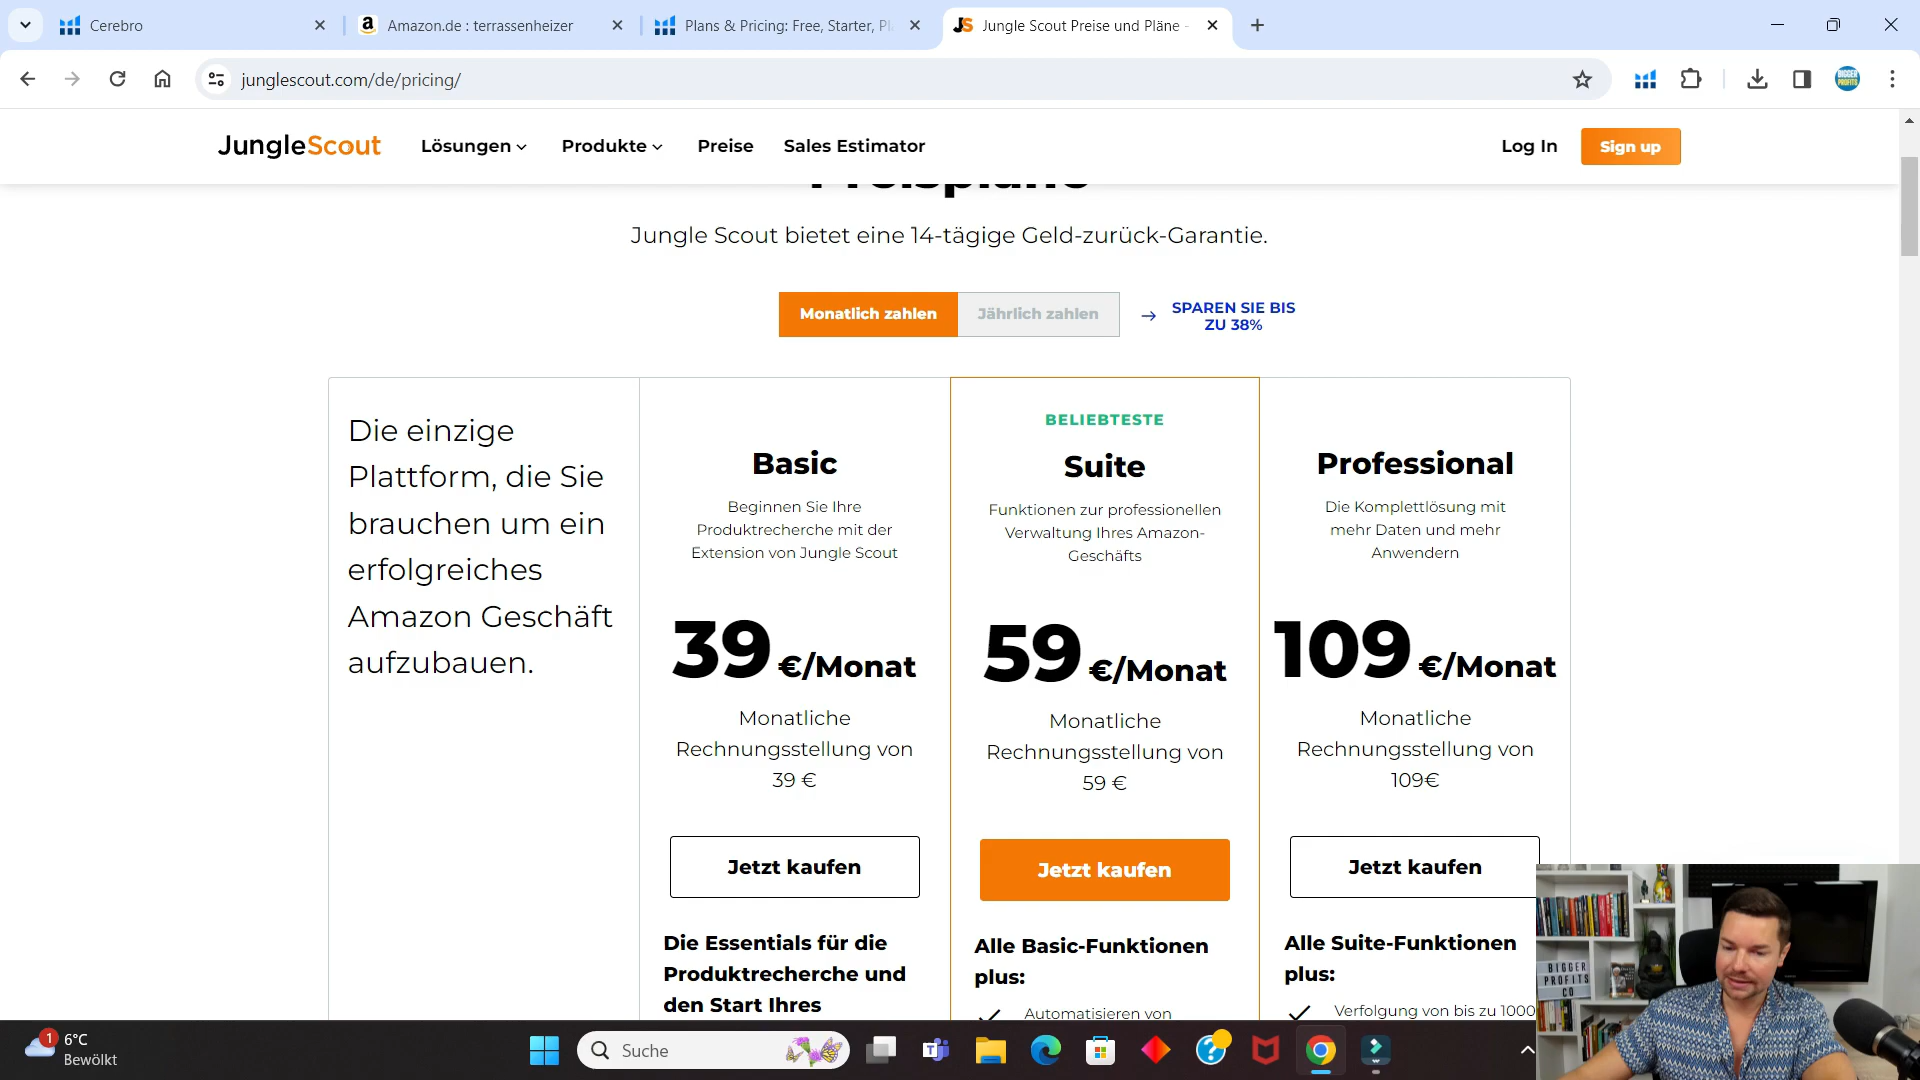 Cerebro
Amazon.de : terrassenheizer
Plans & Pricing: Free, Starter, Pl
Jungle Scout Preise und Pläne -
junglescout.com/de/pricing/
JungleScout
Lösungen
Produkte
Preise
Sales Estimator
Log In
Sign up
Preispläne
Jungle Scout bietet eine 14-tägige Geld-zurück-Garantie.
Monatlich zahlen
Jährlich zahlen
SPAREN SIE BIS
ZU 38%
Die einzige
Plattform, die Sie
brauchen um ein
erfolgreiches
Amazon Geschäft
aufzubauen.
Basic
Beginnen Sie Ihre
Produktrecherche mit der
Extension von Jungle Scout
39 €/Monat
Monatliche
Rechnungsstellung von
39 €
Jetzt kaufen
Die Essentials für die
Produktrecherche und
den Start Ihres
BELIEBTESTE
Suite
Funktionen zur professionellen
Verwaltung Ihres Amazon-
Geschäfts
59 €/Monat
Monatliche
Rechnungsstellung von
59 €
Jetzt kaufen
Alle Basic-Funktionen
plus:
Automatisieren von
Professional
Die Komplettlösung mit
mehr Daten und mehr
Anwendern
109 €/Monat
Monatliche
Rechnungsstellung von
109€
Jetzt kaufen
Alle Suite-Funktionen
plus:
Verfolgung von bis zu 1000
BIGGER
PROFITS
CO
1
6°C
Bewölkt
Suche